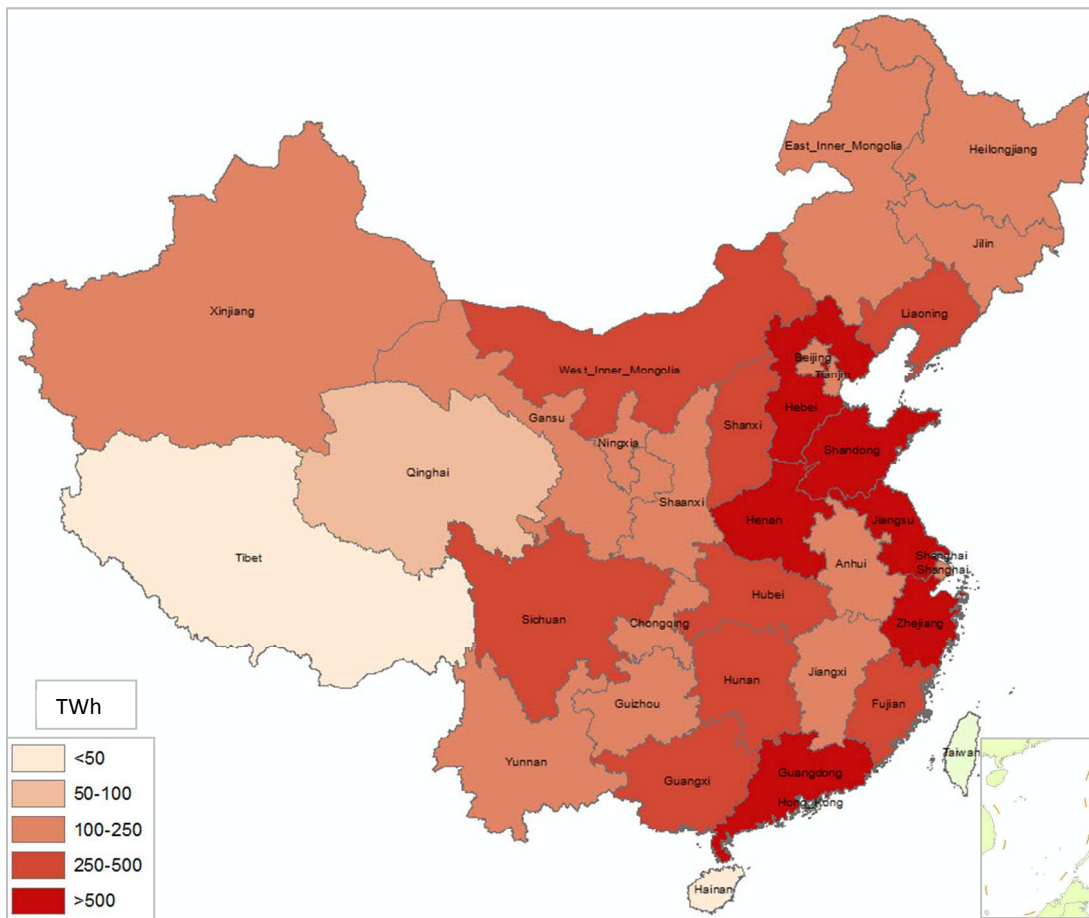 East_Inner_Mongolia
Heilongjiang
Jilin
Xinjiang
Liaoning
Beijing
Tianjin
West_Inner_Mongolia
Hebei
Gansu
Shanxi
Ningxia
Shandong
Qinghai
Shaanxi
Henan
Jiangsu
Tibet
Shanghai
Anhui
Shanghai
Hubei
Sichuan
Chongqing
Zhejiang
Jiangxi
Hunan
Guizhou
Fujian
TWh
Taiwan
Yunnan
Guangdong
Guangxi
Hong_Kong
Hainan
<50
50-100
100-250
250-500
>500